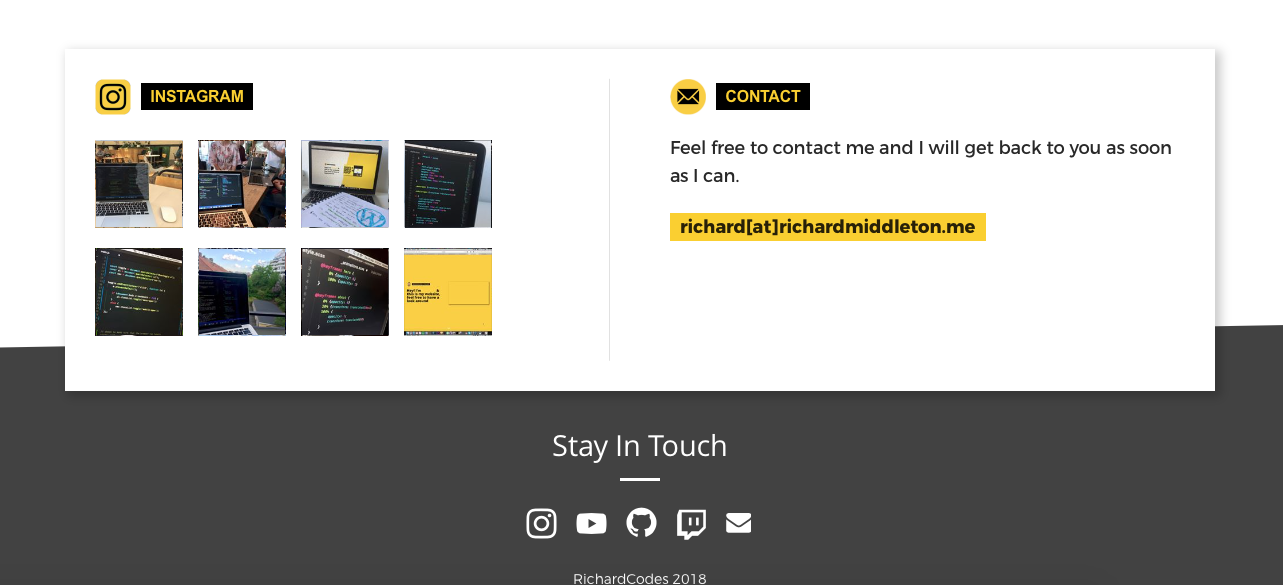 INSTAGRAM
CONTACT
Feel free to contact me and I will get back to you as soon
as I can.
richard[at]richardmiddleton.me
Stay In Touch
RichardCodes 2018